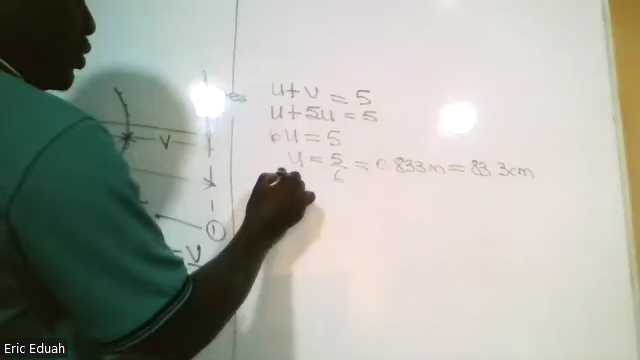 u + v = 5
u + 5u = 5
6u = 5
u = 5/6 = 0.833m = 83.3cm
v
v
Eric Eduah